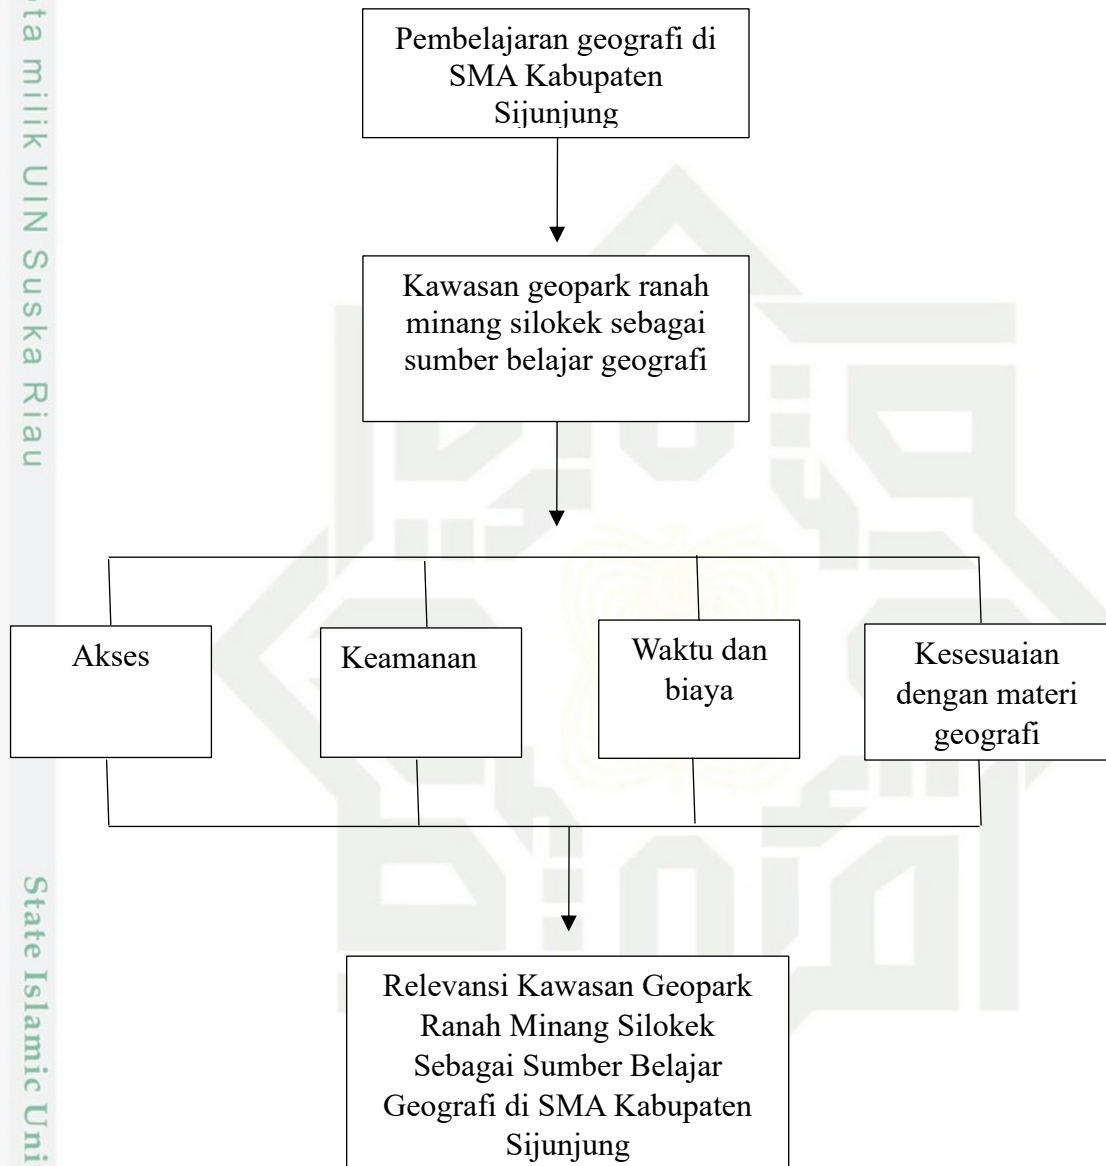 Pembelajaran geografi di
SMA Kabupaten
Sijunjung
Kawasan geopark ranah
minang silokek sebagai
sumber belajar geografi
Akses
Keamanan
Waktu dan
biaya
Kesesuaian
dengan materi
geografi
Relevansi Kawasan Geopark
Ranah Minang Silokek
Sebagai Sumber Belajar
Geografi di SMA Kabupaten
Sijunjung
milik UIN Suska Riau
State Islamic Uni